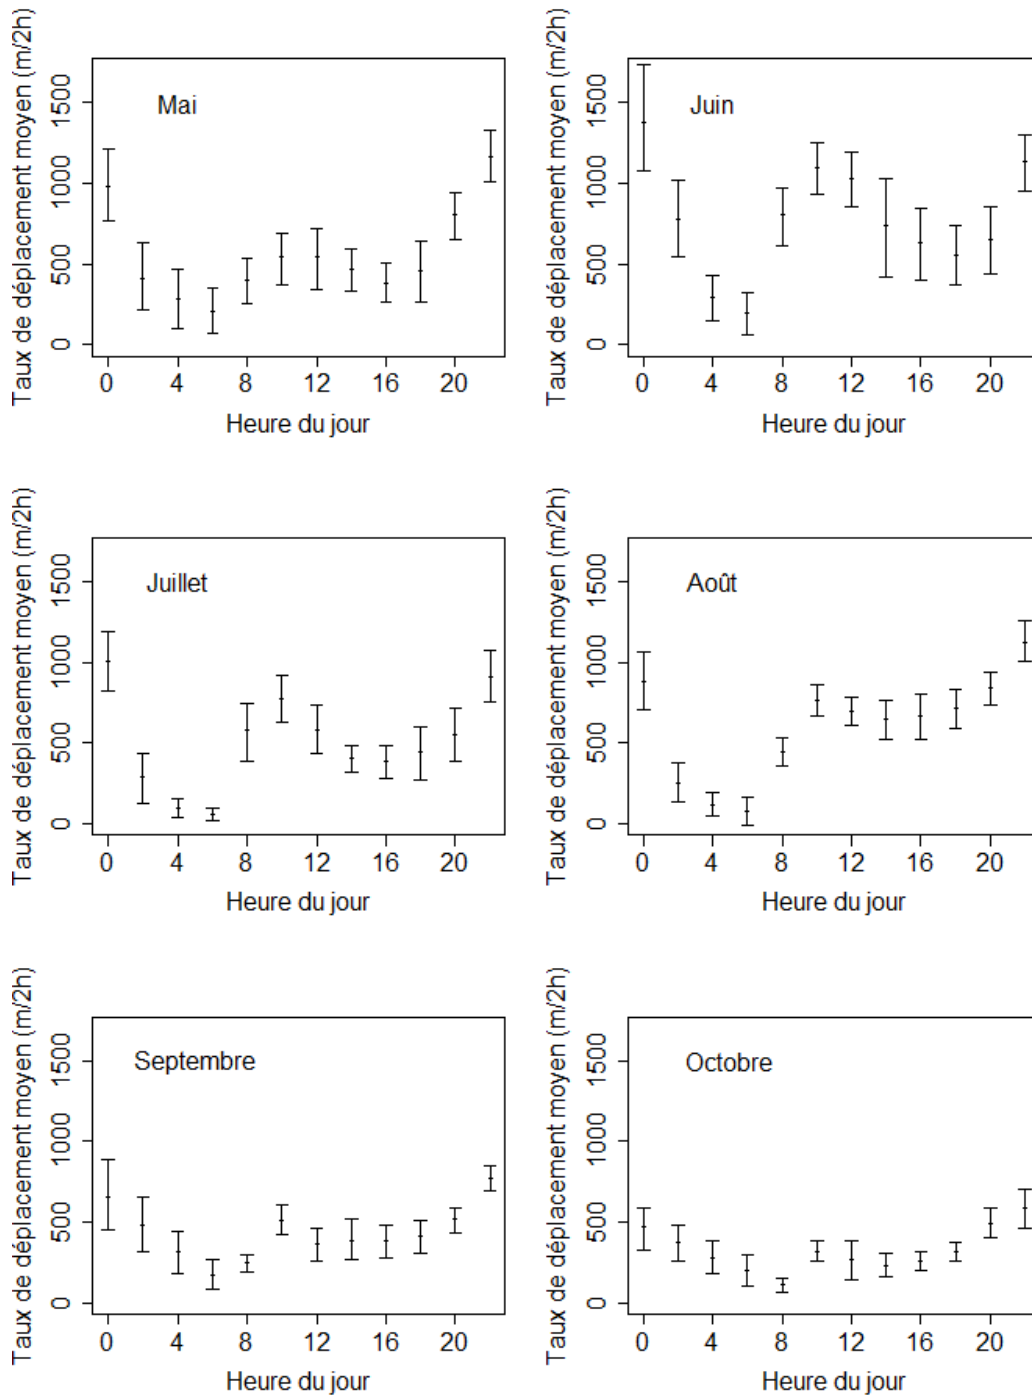 Taux de déplacement moyen (m/2h)
1500
1000
500
0
Mai
0 4 8 12 16 20
Heure du jour
Taux de déplacement moyen (m/2h)
1500
1000
500
0
Juin
0 4 8 12 16 20
Heure du jour
Taux de déplacement moyen (m/2h)
1500
1000
500
0
Juillet
0 4 8 12 16 20
Heure du jour
Taux de déplacement moyen (m/2h)
1500
1000
500
0
Août
0 4 8 12 16 20
Heure du jour
Taux de déplacement moyen (m/2h)
1500
1000
500
0
Septembre
0 4 8 12 16 20
Heure du jour
Taux de déplacement moyen (m/2h)
1500
1000
500
0
Octobre
0 4 8 12 16 20
Heure du jour